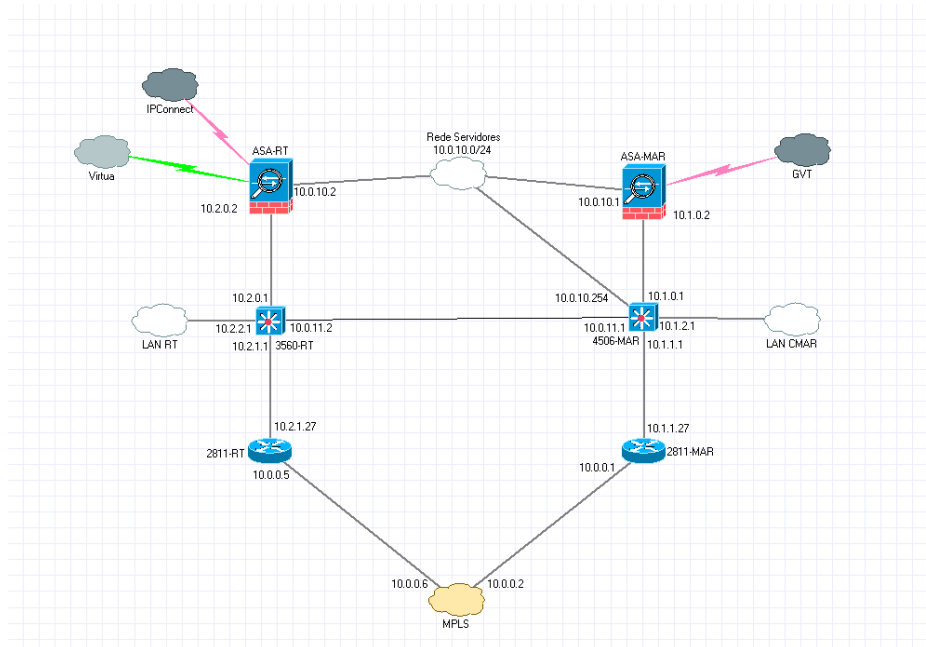 IPConnect
Rede Servidores
10.0.10.0/24
ASA-RT
ASA-MAR
Virtua
GVT
10.0.10.2
10.0.10.1
10.2.0.2
10.1.0.2
10.2.0.1
10.0.10.254
10.1.0.1
10.2.2.1
10.0.11.2
10.0.11.1
10.1.2.1
LAN RT
10.2.1.1
3560-RT
4506-MAR
10.1.1.1
LAN CMAR
10.2.1.27
10.1.1.27
2811-RT
2811-MAR
10.0.0.5
10.0.0.1
10.0.0.6
10.0.0.2
MPLS